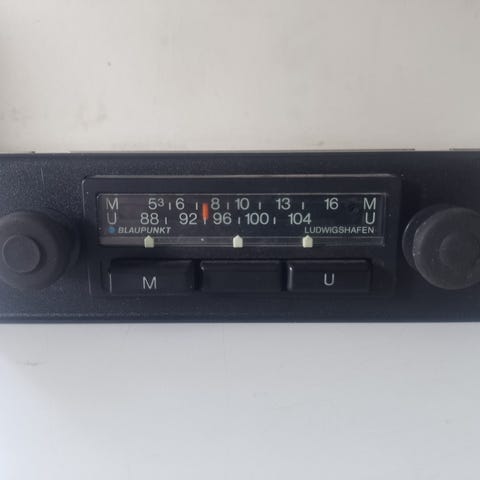 M 5³ 6 8 10 13 16 M
U 88 92 96 100 104 U
BLAUPUNKT LUDWIGSHAFEN
M U